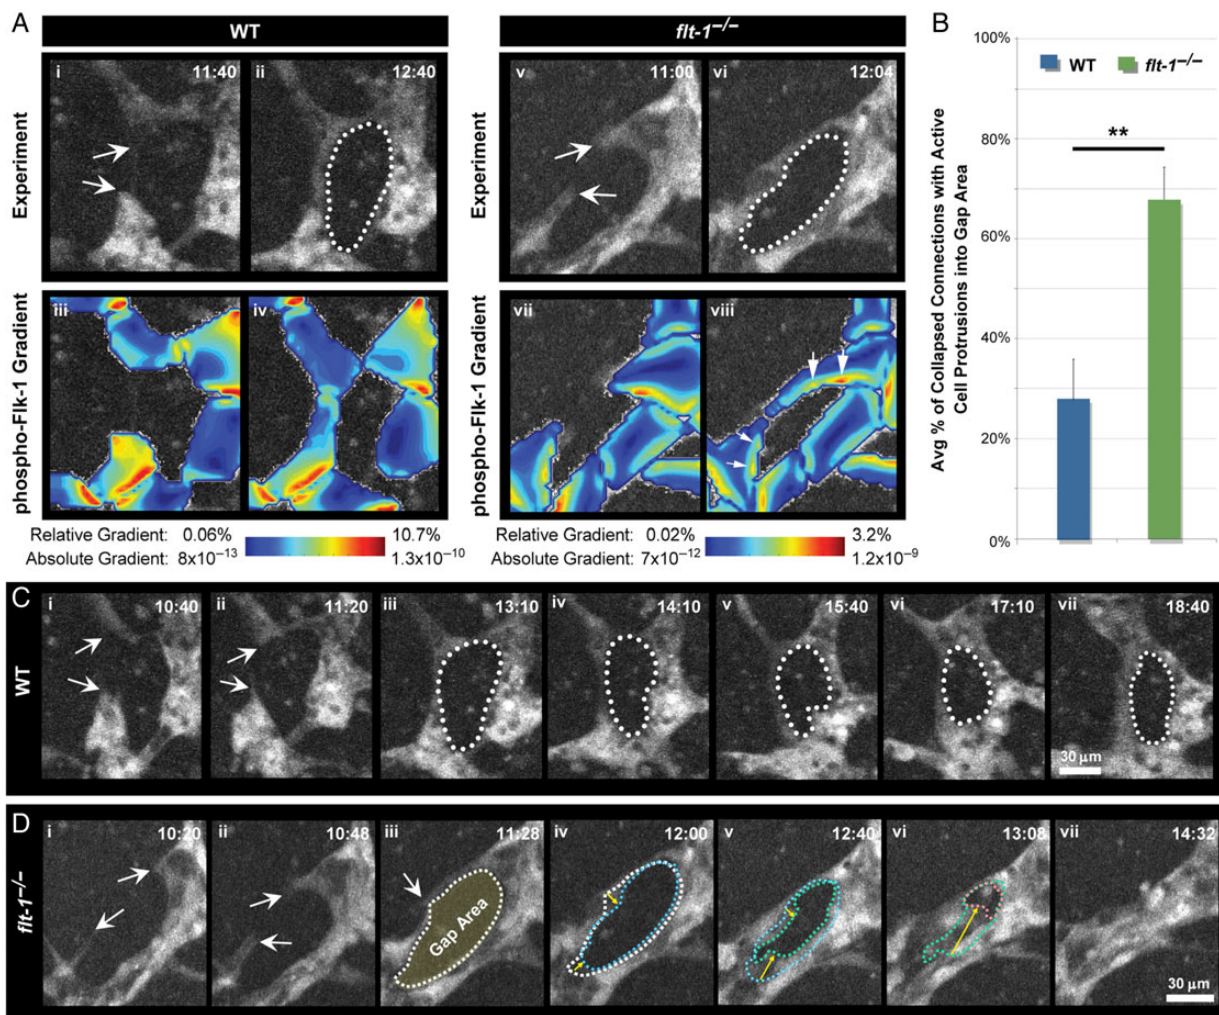 A
WT
flt-1–/–
Experiment
i 11:40
ii 12:40
Experiment
v 11:00
vi 12:04
phospho-Flk-1 Gradient
iii
iv
phospho-Flk-1 Gradient
vii
viii
Relative Gradient: 0.06% 10.7%
Absolute Gradient: 8x10–13 1.3x10–10
Relative Gradient: 0.02% 3.2%
Absolute Gradient: 7x10–12 1.2x10–9
B
Avg % of Collapsed Connections with Active
Cell Protrusions into Gap Area
100%
80%
60%
40%
20%
0%
WT flt-1–/–
**
C
WT
i 10:40
ii 11:20
iii 13:10
iv 14:10
v 15:40
vi 17:10
vii 18:40
30 µm
D
flt-1–/–
i 10:20
ii 10:48
iii 11:28
Gap Area
iv 12:00
v 12:40
vi 13:08
vii 14:32
30 µm